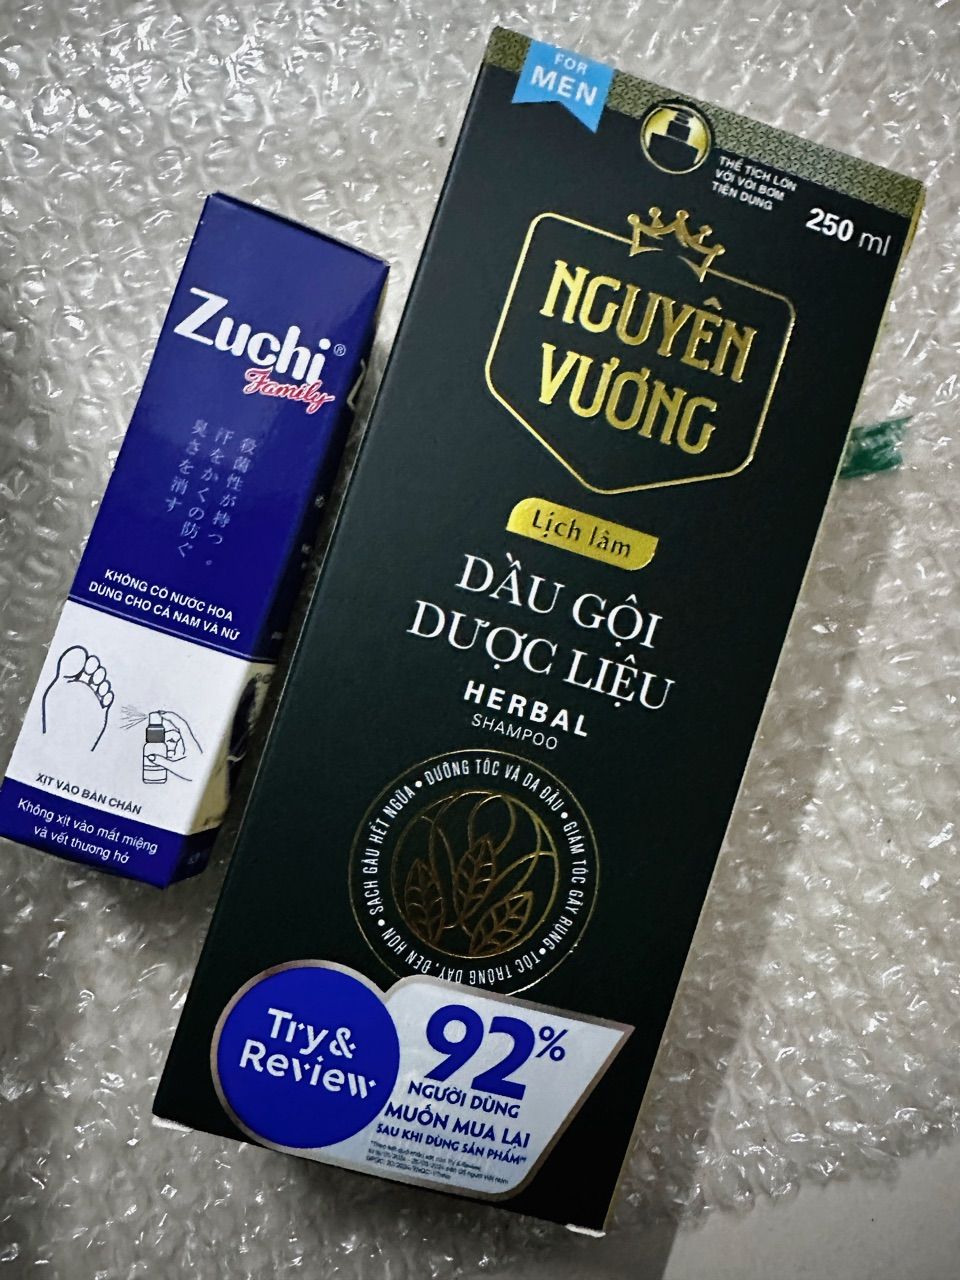 Zuchi®
Family
殺菌性が持つ。
汗をかくの防ぐ
臭さを消す
KHÔNG CÓ NƯỚC HOA
DÙNG CHO CẢ NAM VÀ NỮ
XỊT VÀO BÀN CHÂN
Không xịt vào mắt miệng
và vết thương hở
FOR
MEN
THỂ TÍCH LỚN
VỚI VÒI BƠM
TIỆN DỤNG
250 ml
NGUYÊN
VƯƠNG
Lịch lãm
DẦU GỘI
DƯỢC LIỆU
HERBAL
SHAMPOO
• SẠCH GÀU HẾT NGỨA • DƯỠNG TÓC VÀ DA ĐẦU • GIẢM TÓC GÃY RỤNG • TÓC TRÔNG DÀY, ĐEN HƠN
Try &
Review
92%
NGƯỜI DÙNG
MUỐN MUA LẠI
SAU KHI DÙNG SẢN PHẨM